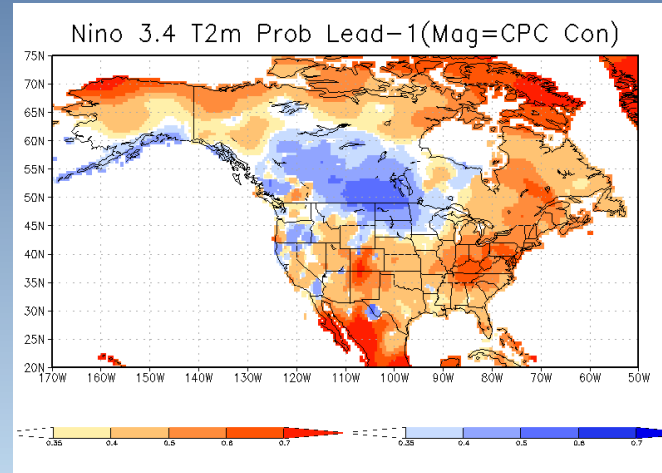 Nino 3.4 T2m Prob Lead-1(Mag=CPC Con)
75N
70N
65N
60N
55N
50N
45N
40N
35N
30N
25N
20N
170W 160W 150W 140W 130W 120W 110W 100W 90W 80W 70W 60W 50W
0.35 0.4 0.5 0.6 0.7 0.35 0.4 0.5 0.6 0.7